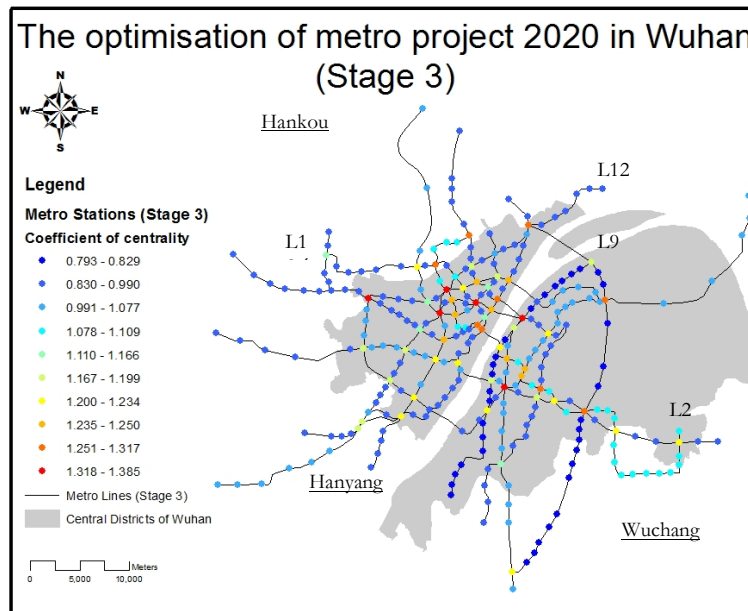 The optimisation of metro project 2020 in Wuhan
(Stage 3)
N
W E
S
Hankou
L12
Legend
Metro Stations (Stage 3)
L1
L9
Coefficient of centrality
0.793 - 0.829
0.830 - 0.990
0.991 - 1.077
1.078 - 1.109
1.110 - 1.166
1.167 - 1.199
1.200 - 1.234
1.235 - 1.250
1.251 - 1.317
1.318 - 1.385
L2
Metro Lines (Stage 3)
Hanyang
Central Districts of Wuhan
Wuchang
Meters
0 5,000 10,000